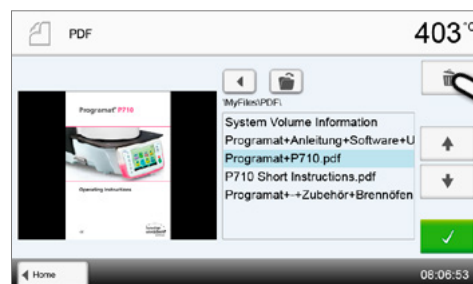 PDF
403°C
\MyFiles\PDF\
System Volume Information
Programat+Anleitung+Software+U
Programat+P710.pdf
P710 Short Instructions.pdf
Programat+-+Zubehör+Brennöfen
Programat® P710
Operating Instructions
Home
08:06:53